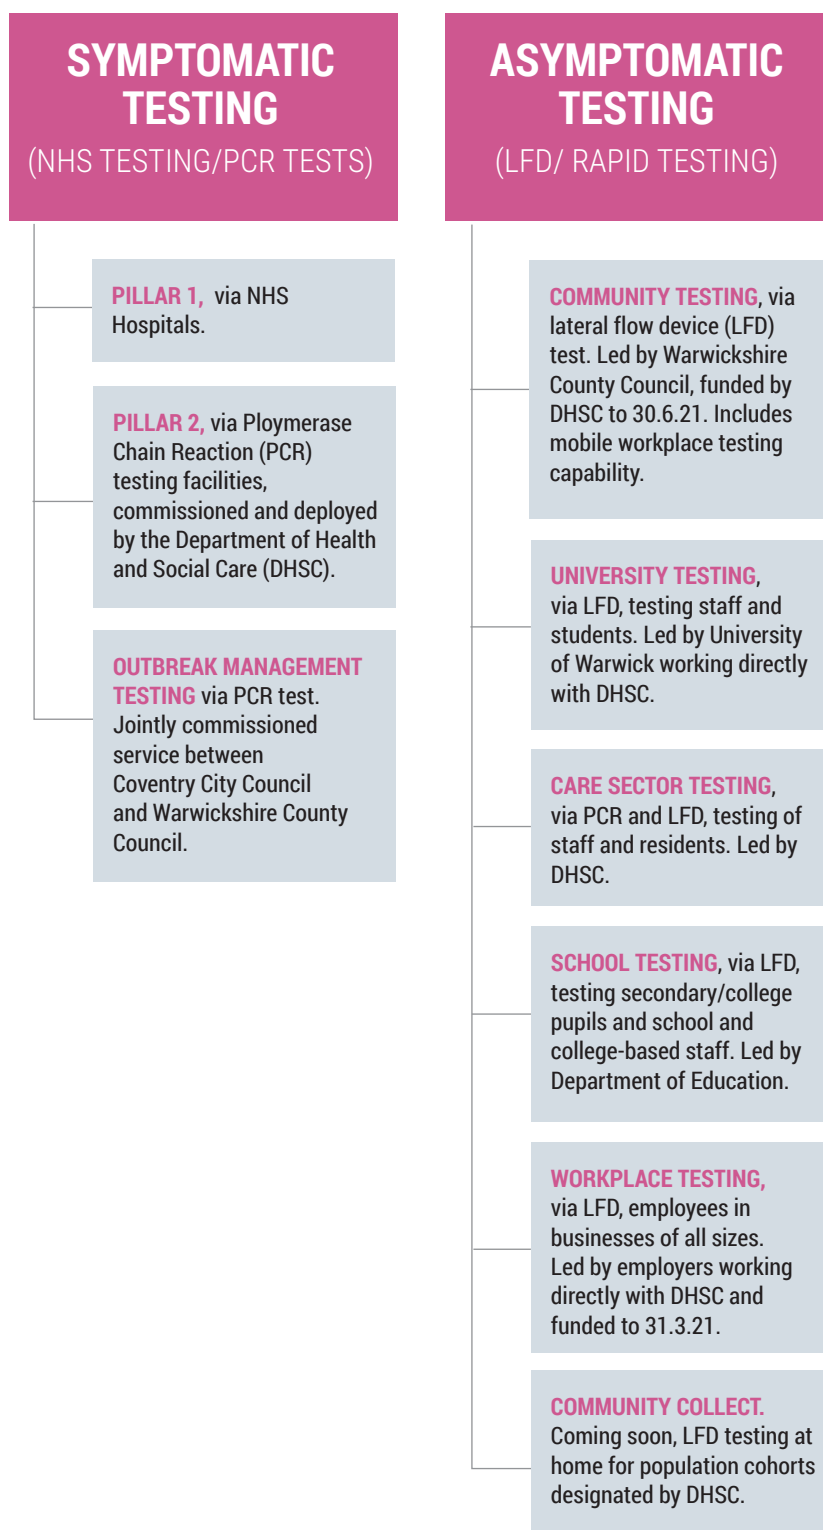 SYMPTOMATIC
TESTING
(NHS TESTING/PCR TESTS)
PILLAR 1, via NHS
Hospitals.
PILLAR 2, via Ploymerase
Chain Reaction (PCR)
testing facilities,
commissioned and deployed
by the Department of Health
and Social Care (DHSC).
OUTBREAK MANAGEMENT
TESTING via PCR test.
Jointly commissioned
service between
Coventry City Council
and Warwickshire County
Council.
ASYMPTOMATIC
TESTING
(LFD/ RAPID TESTING)
COMMUNITY TESTING, via
lateral flow device (LFD)
test. Led by Warwickshire
County Council, funded by
DHSC to 30.6.21. Includes
mobile workplace testing
capability.
UNIVERSITY TESTING,
via LFD, testing staff and
students. Led by University
of Warwick working directly
with DHSC.
CARE SECTOR TESTING,
via PCR and LFD, testing of
staff and residents. Led by
DHSC.
SCHOOL TESTING, via LFD,
testing secondary/college
pupils and school and
college-based staff. Led by
Department of Education.
WORKPLACE TESTING,
via LFD, employees in
businesses of all sizes.
Led by employers working
directly with DHSC and
funded to 31.3.21.
COMMUNITY COLLECT.
Coming soon, LFD testing at
home for population cohorts
designated by DHSC.